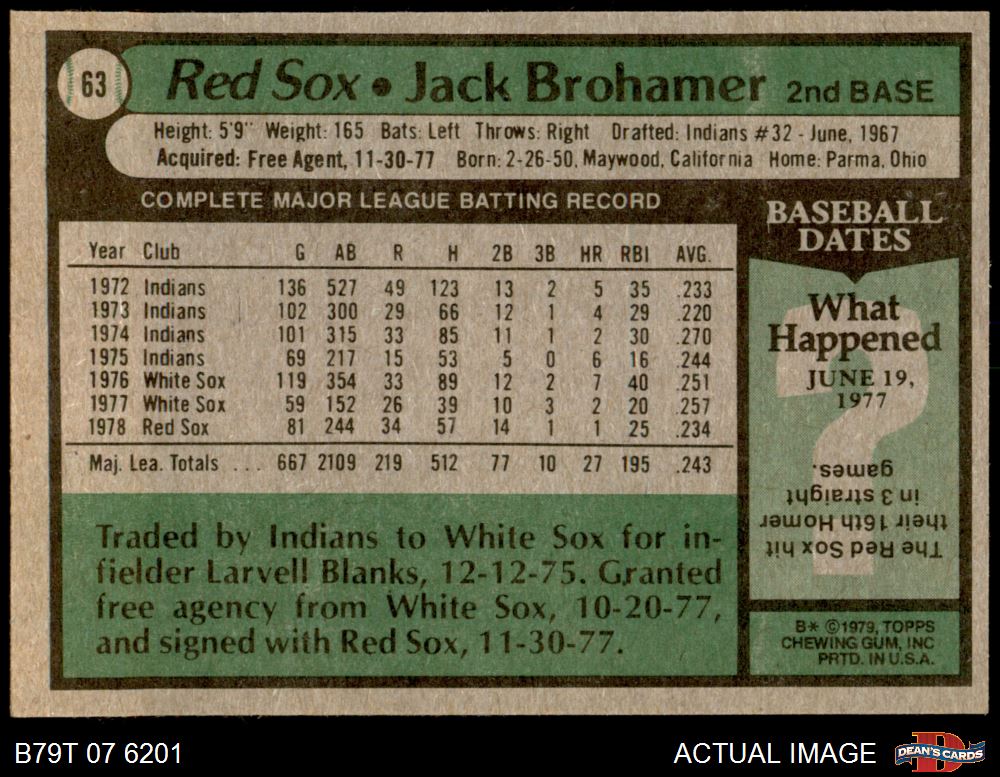 63
Red Sox • Jack Brohamer 2nd BASE
Height: 5'9" Weight: 165 Bats: Left Throws: Right Drafted: Indians #32 - June, 1967
Acquired: Free Agent, 11-30-77 Born: 2-26-50, Maywood, California Home: Parma, Ohio
COMPLETE MAJOR LEAGUE BATTING RECORD
Year Club G AB R H 2B 3B HR RBI AVG.
1972 Indians 136 527 49 123 13 2 5 35 .233
1973 Indians 102 300 29 66 12 1 4 29 .220
1974 Indians 101 315 33 85 11 1 2 30 .270
1975 Indians 69 217 15 53 5 0 6 16 .244
1976 White Sox 119 354 33 89 12 2 7 40 .251
1977 White Sox 59 152 26 39 10 3 2 20 .257
1978 Red Sox 81 244 34 57 14 1 1 25 .234
Maj. Lea. Totals ... 667 2109 219 512 77 10 27 195 .243
Traded by Indians to White Sox for in-
fielder Larvell Blanks, 12-12-75. Granted
free agency from White Sox, 10-20-77,
and signed with Red Sox, 11-30-77.
BASEBALL
DATES
What
Happened
JUNE 19,
1977
The Red Sox hit
their 16th Homer
in 3 straight
games.
B* ©1979, TOPPS
CHEWING GUM, INC
PRTD. IN U.S.A.
B79T 07 6201
ACTUAL IMAGE
DEAN'S CARDS